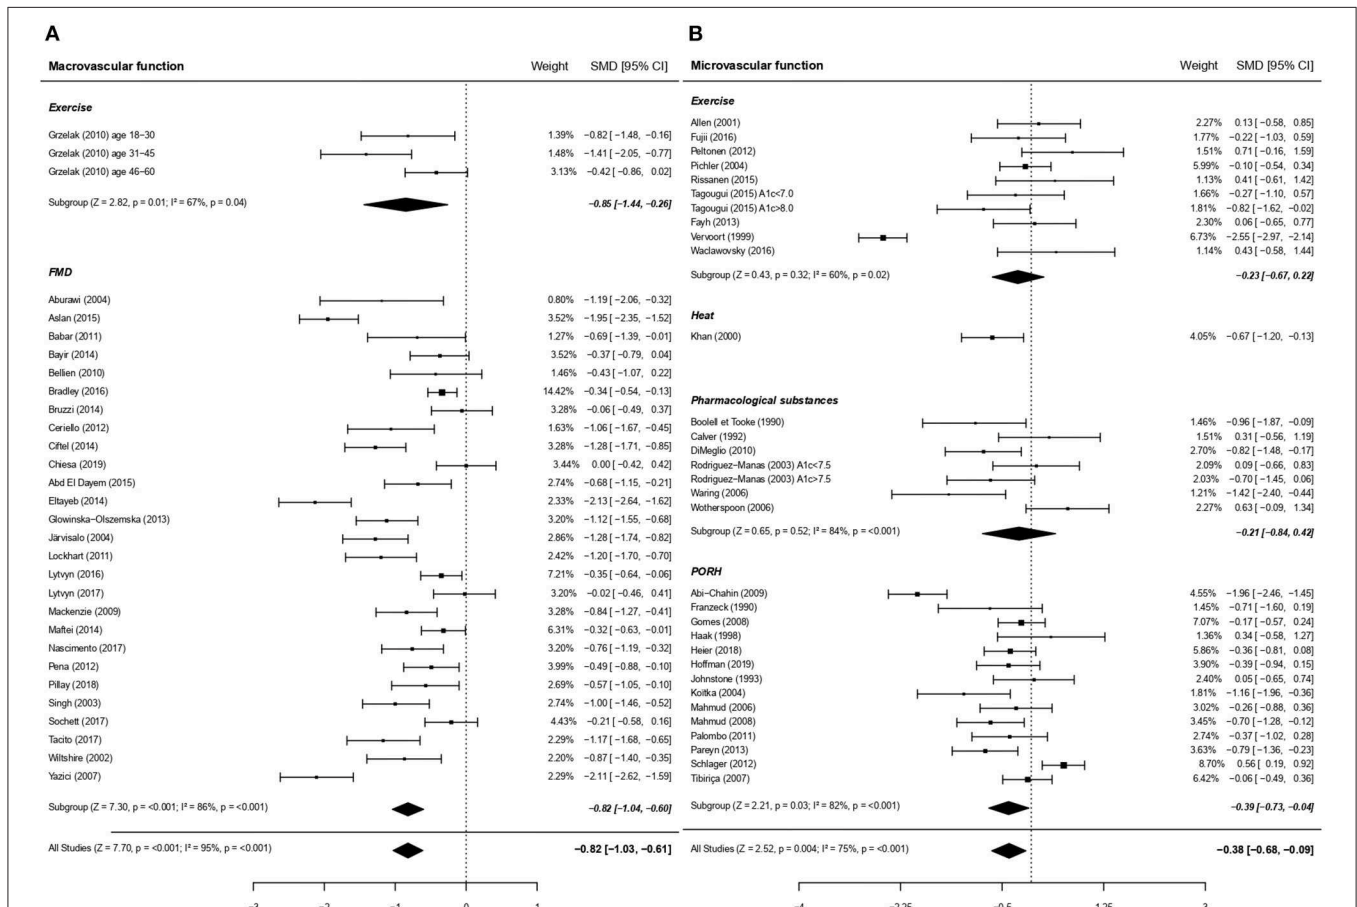 A
Macrovascular function Weight SMD [95% CI]
Exercise
Grzelak (2010) age 18−30 1.39% −0.82 [ −1.48, −0.16]
Grzelak (2010) age 31−45 1.48% −1.41 [ −2.05, −0.77]
Grzelak (2010) age 46−60 3.13% −0.42 [ −0.86, 0.02]
Subgroup (Z = 2.82, p = 0.01; I² = 67%, p = 0.04) −0.85 [−1.44, −0.26]
FMD
Aburawi (2004) 0.80% −1.19 [ −2.06, −0.32]
Aslan (2015) 3.52% −1.95 [ −2.35, −1.52]
Babar (2011) 1.27% −0.69 [ −1.39, −0.01]
Bayir (2014) 3.52% −0.37 [ −0.79, 0.04]
Bellien (2010) 1.46% −0.43 [ −1.07, 0.22]
Bradley (2016) 14.42% −0.34 [ −0.54, −0.13]
Bruzzi (2014) 3.28% −0.06 [ −0.49, 0.37]
Ceriello (2012) 1.63% −1.06 [ −1.67, −0.45]
Ciftel (2014) 3.28% −1.28 [ −1.71, −0.85]
Chiesa (2019) 3.44% 0.00 [ −0.42, 0.42]
Abd El Dayem (2015) 2.74% −0.68 [ −1.15, −0.21]
Eltayeb (2014) 2.33% −2.13 [ −2.64, −1.62]
Glowinska−Olszemska (2013) 3.20% −1.12 [ −1.55, −0.68]
Järvisalo (2004) 2.86% −1.28 [ −1.74, −0.82]
Lockhart (2011) 2.42% −1.20 [ −1.70, −0.70]
Lytvyn (2016) 7.21% −0.35 [ −0.64, −0.06]
Lytvyn (2017) 3.20% −0.02 [ −0.46, 0.41]
Mackenzie (2009) 3.28% −0.84 [ −1.27, −0.41]
Maftei (2014) 6.31% −0.32 [ −0.63, −0.01]
Nascimento (2017) 3.20% −0.76 [ −1.19, −0.32]
Pena (2012) 3.99% −0.49 [ −0.88, −0.10]
Pillay (2018) 2.69% −0.57 [ −1.05, −0.10]
Singh (2003) 2.74% −1.00 [ −1.46, −0.52]
Sochett (2017) 4.43% −0.21 [ −0.58, 0.16]
Tacito (2017) 2.29% −1.17 [ −1.68, −0.65]
Wiltshire (2002) 2.20% −0.87 [ −1.40, −0.35]
Yazici (2007) 2.29% −2.11 [ −2.62, −1.59]
Subgroup (Z = 7.30, p = <0.001; I² = 86%, p = <0.001) −0.82 [−1.04, −0.60]
All Studies (Z = 7.70, p = <0.001; I² = 95%, p = <0.001) −0.82 [−1.03, −0.61]
−3 −2 −1 0 1
B
Microvascular function Weight SMD [95% CI]
Exercise
Allen (2001) 2.27% 0.13 [ −0.58, 0.85]
Fujii (2016) 1.77% −0.22 [ −1.03, 0.59]
Peltonen (2012) 1.51% 0.71 [ −0.16, 1.59]
Pichler (2004) 5.99% −0.10 [ −0.54, 0.34]
Rissanen (2015) 1.13% 0.41 [ −0.61, 1.42]
Tagougui (2015) A1c<7.0 1.66% −0.27 [ −1.10, 0.57]
Tagougui (2015) A1c>8.0 1.81% −0.82 [ −1.62, −0.02]
Fayh (2013) 2.30% 0.06 [ −0.65, 0.77]
Vervoort (1999) 6.73% −2.55 [ −2.97, −2.14]
Waclawovsky (2016) 1.14% 0.43 [ −0.58, 1.44]
Subgroup (Z = 0.43, p = 0.32; I² = 60%, p = 0.02) −0.23 [−0.67, 0.22]
Heat
Khan (2000) 4.05% −0.67 [ −1.20, −0.13]
Pharmacological substances
Boolell et Tooke (1990) 1.46% −0.96 [ −1.87, −0.09]
Calver (1992) 1.51% 0.31 [ −0.56, 1.19]
DiMeglio (2010) 2.70% −0.82 [ −1.48, −0.17]
Rodriguez−Manas (2003) A1c<7.5 2.09% 0.09 [ −0.66, 0.83]
Rodriguez−Manas (2003) A1c>7.5 2.03% −0.70 [ −1.45, 0.06]
Waring (2006) 1.21% −1.42 [ −2.40, −0.44]
Wotherspoon (2006) 2.27% 0.63 [ −0.09, 1.34]
Subgroup (Z = 0.65, p = 0.52; I² = 84%, p = <0.001) −0.21 [−0.84, 0.42]
PORH
Abi−Chahin (2009) 4.55% −1.96 [ −2.46, −1.45]
Franzeck (1990) 1.45% −0.71 [ −1.60, 0.19]
Gomes (2008) 7.07% −0.17 [ −0.57, 0.24]
Haak (1998) 1.36% 0.34 [ −0.58, 1.27]
Heier (2018) 5.86% −0.36 [ −0.81, 0.08]
Hoffman (2019) 3.90% −0.39 [ −0.94, 0.15]
Johnstone (1993) 2.40% 0.05 [ −0.65, 0.74]
Koitka (2004) 1.81% −1.16 [ −1.96, −0.36]
Mahmud (2006) 3.02% −0.26 [ −0.88, 0.36]
Mahmud (2008) 3.45% −0.70 [ −1.28, −0.12]
Palombo (2011) 2.74% −0.37 [ −1.02, 0.28]
Pareyn (2013) 3.63% −0.79 [ −1.36, −0.23]
Schlager (2012) 8.70% 0.56 [ 0.19, 0.92]
Tibiriça (2007) 6.42% −0.06 [ −0.49, 0.36]
Subgroup (Z = 2.21, p = 0.03; I² = 82%, p = <0.001) −0.39 [−0.73, −0.04]
All Studies (Z = 2.52, p = 0.004; I² = 75%, p = <0.001) −0.38 [−0.68, −0.09]
−4 −2.25 −0.5 1.25 3